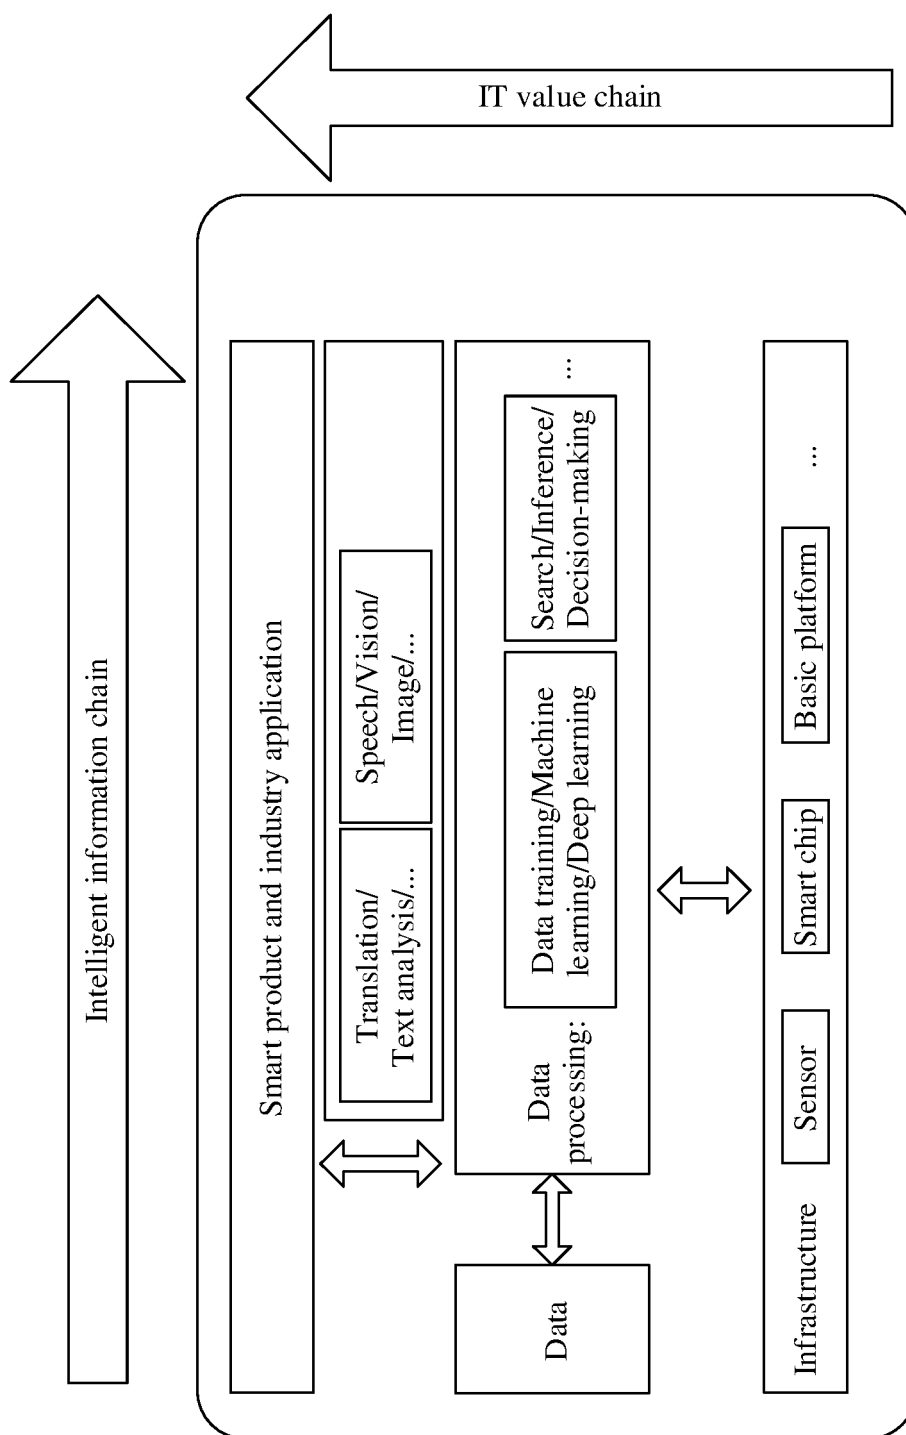 Intelligent information chain
IT value chain
Smart product and industry application
Translation/
Text analysis/...
Speech/Vision/
Image/...
Data
Data
processing:
Data training/Machine
learning/Deep learning
Search/Inference/
Decision-making
...
Infrastructure
Sensor
Smart chip
Basic platform
...